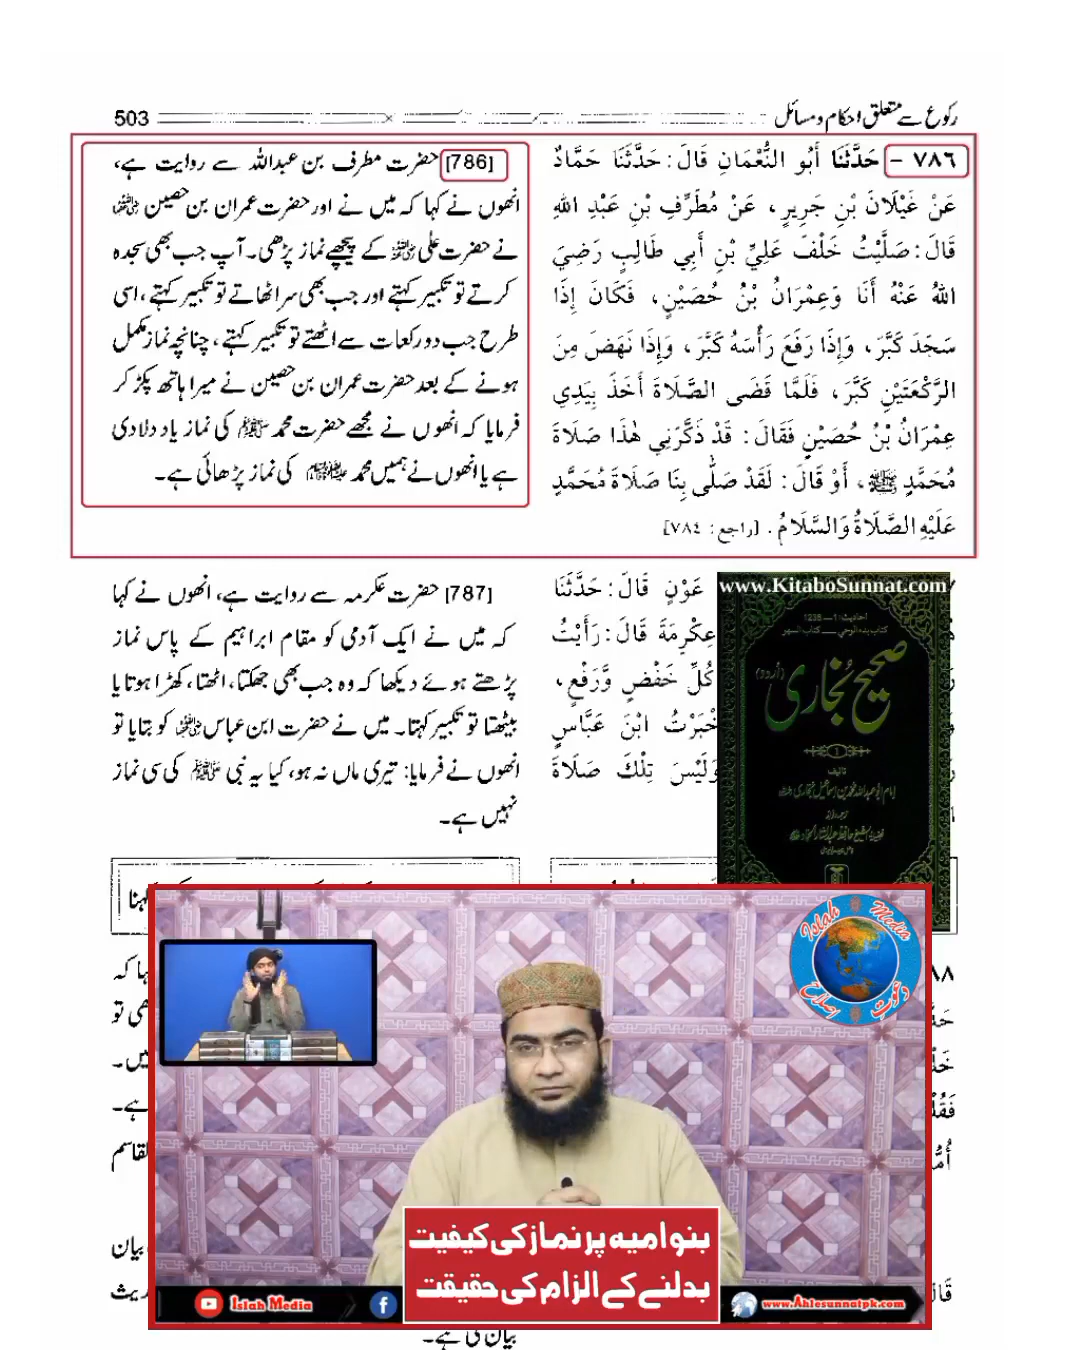 503
رکوع سے متعلق احکام و مسائل
٧٨٦ - حَدَّثَنَا أَبُو النُّعْمَانِ قَالَ: حَدَّثَنَا حَمَّادٌ
عَنْ غَيْلَانَ بْنِ جَرِيرٍ، عَنْ مُطَرِّفِ بْنِ عَبْدِ اللهِ
قَالَ: صَلَّيْتُ خَلْفَ عَلِيِّ بْنِ أَبِي طَالِبٍ رَضِيَ
اللهُ عَنْهُ أَنَا وَعِمْرَانُ بْنُ حُصَيْنٍ، فَكَانَ إِذَا
سَجَدَ كَبَّرَ، وَإِذَا رَفَعَ رَأْسَهُ كَبَّرَ، وَإِذَا نَهَضَ مِنَ
الرَّكْعَتَيْنِ كَبَّرَ، فَلَمَّا قَضَى الصَّلَاةَ أَخَذَ بِيَدِي
عِمْرَانُ بْنُ حُصَيْنٍ فَقَالَ: قَدْ ذَكَّرَنِي هٰذَا صَلَاةَ
مُحَمَّدٍ ﷺ، أَوْ قَالَ: لَقَدْ صَلَّى بِنَا صَلَاةَ مُحَمَّدٍ
عَلَيْهِ الصَّلَاةُ وَالسَّلَامُ. [راجع: ٧٨٤]
[786] حضرت مطرف بن عبداللہ سے روایت ہے،
انھوں نے کہا کہ میں نے اور حضرت عمران بن حصین ؓ
نے حضرت علی ؓ کے پیچھے نماز پڑھی۔ آپ جب بھی سجدہ
کرتے تو تکبیر کہتے اور جب بھی سر اٹھاتے تو تکبیر کہتے، اسی
طرح جب دو رکعات سے اٹھتے تو تکبیر کہتے، چنانچہ نماز مکمل
ہونے کے بعد حضرت عمران بن حصین نے میرا ہاتھ پکڑ کر
فرمایا کہ انھوں نے مجھے حضرت محمد ﷺ کی نماز یاد دلا دی
ہے یا انھوں نے ہمیں محمد ﷺ کی نماز پڑھائی ہے۔
عَوْنٍ قَالَ: حَدَّثَنَا
عِكْرِمَةَ قَالَ: رَأَيْتُ
كُلِّ خَفْضٍ وَّرَفْعٍ،
خْبَرْتُ ابْنَ عَبَّاسٍ
وَلَيْسَ تِلْكَ صَلَاةَ
[787] حضرت عکرمہ سے روایت ہے، انھوں نے کہا
کہ میں نے ایک آدمی کو مقام ابراہیم کے پاس نماز
پڑھتے ہوئے دیکھا کہ وہ جب بھی جھکتا، اٹھتا، کھڑا ہوتا یا
بیٹھتا تو تکبیر کہتا۔ میں نے حضرت ابن عباس ؓ کو بتایا تو
انھوں نے فرمایا: تیری ماں نہ ہو، کیا یہ نبی ﷺ کی سی نماز
نہیں ہے۔
www.KitaboSunnat.com
صحیح بخاری (اردو)
Islah Media
دعوتِ اصلاح
بنو امیہ پر نماز کی کیفیت
بدلنے کے الزام کی حقیقت
Islah Media
www.Ahlesunnatpk.com
بیان کی ہے۔